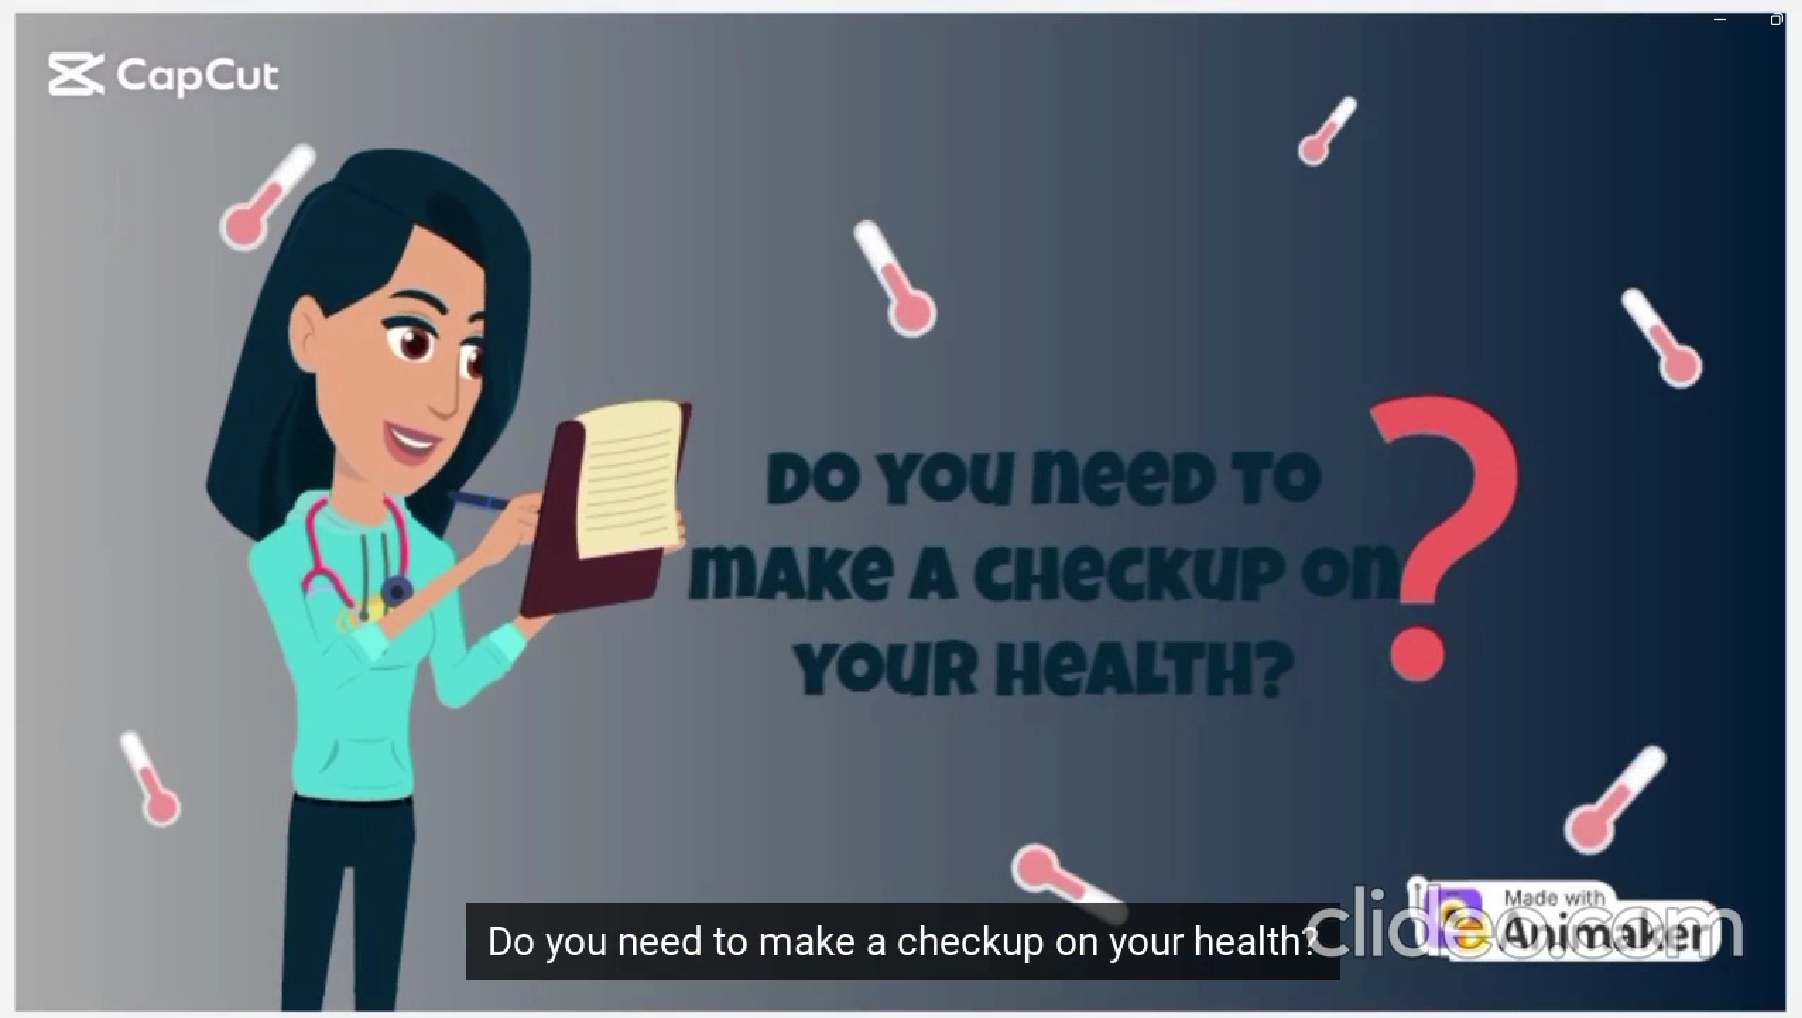 CapCut
DO YOU NEED TO
MAKE A CHECKUP ON
YOUR HEALTH?
?
Do you need to make a checkup on your health?
Made with
Animaker
clideo.com